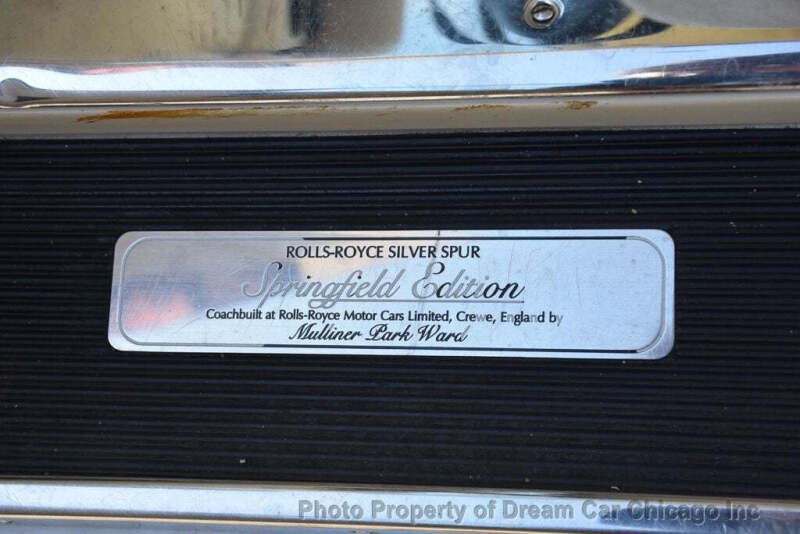 ROLLS-ROYCE SILVER SPUR
Springfield Edition
Coachbuilt at Rolls-Royce Motor Cars Limited, Crewe, England by
Mulliner Park Ward
Photo Property of Dream Car Chicago Inc